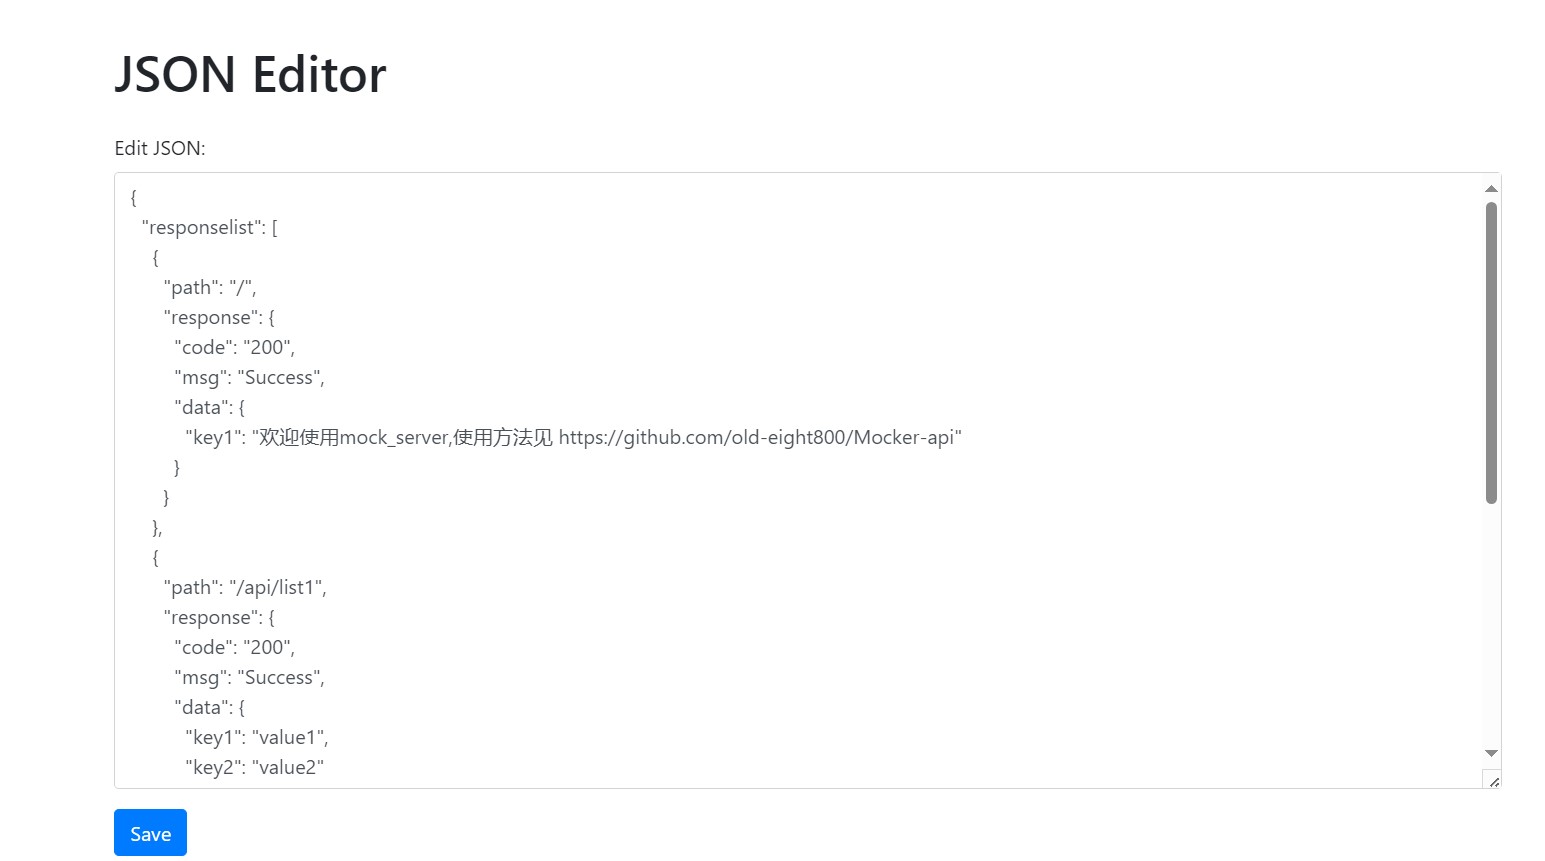 JSON Editor
Edit JSON:
{
"responselist": [
{
"path": "/",
"response": {
"code": "200",
"msg": "Success",
"data": {
"key1": "欢迎使用mock_server,使用方法见 https://github.com/old-eight800/Mocker-api"
}
}
},
{
"path": "/api/list1",
"response": {
"code": "200",
"msg": "Success",
"data": {
"key1": "value1",
"key2": "value2"
Save